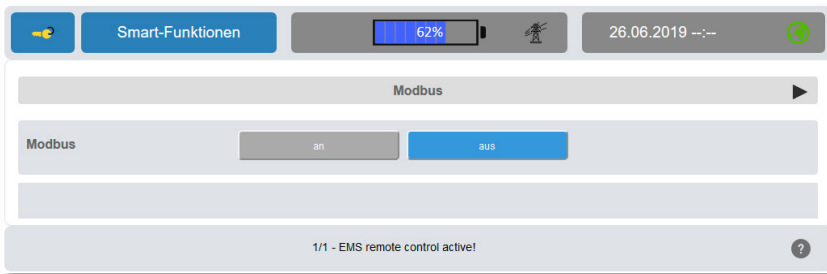 Smart-Funktionen 62% 26.06.2019 --:--
Modbus
Modbus an aus
1/1 - EMS remote control active!
?